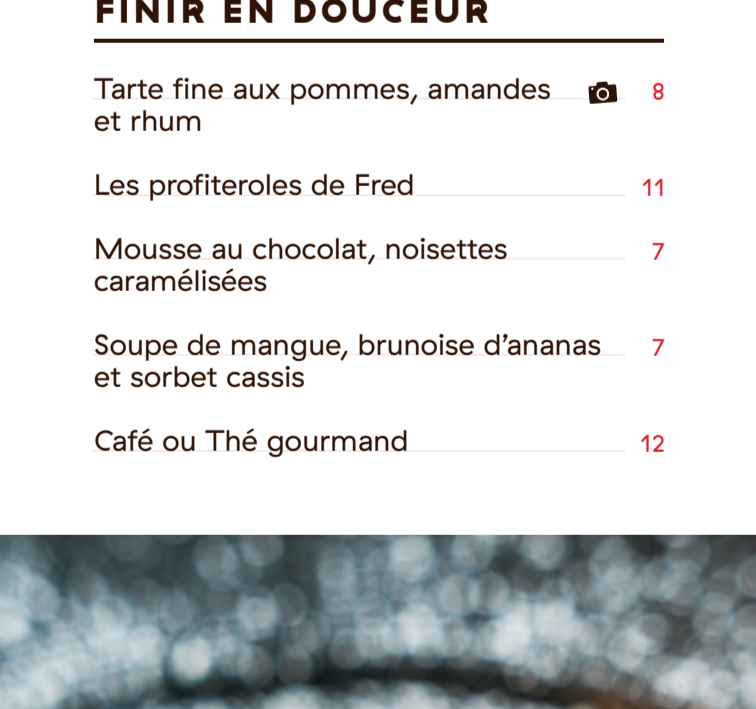 FINIR EN DOUCEUR
Tarte fine aux pommes, amandes 8
et rhum
Les profiteroles de Fred 11
Mousse au chocolat, noisettes 7
caramélisées
Soupe de mangue, brunoise d’ananas 7
et sorbet cassis
Café ou Thé gourmand 12